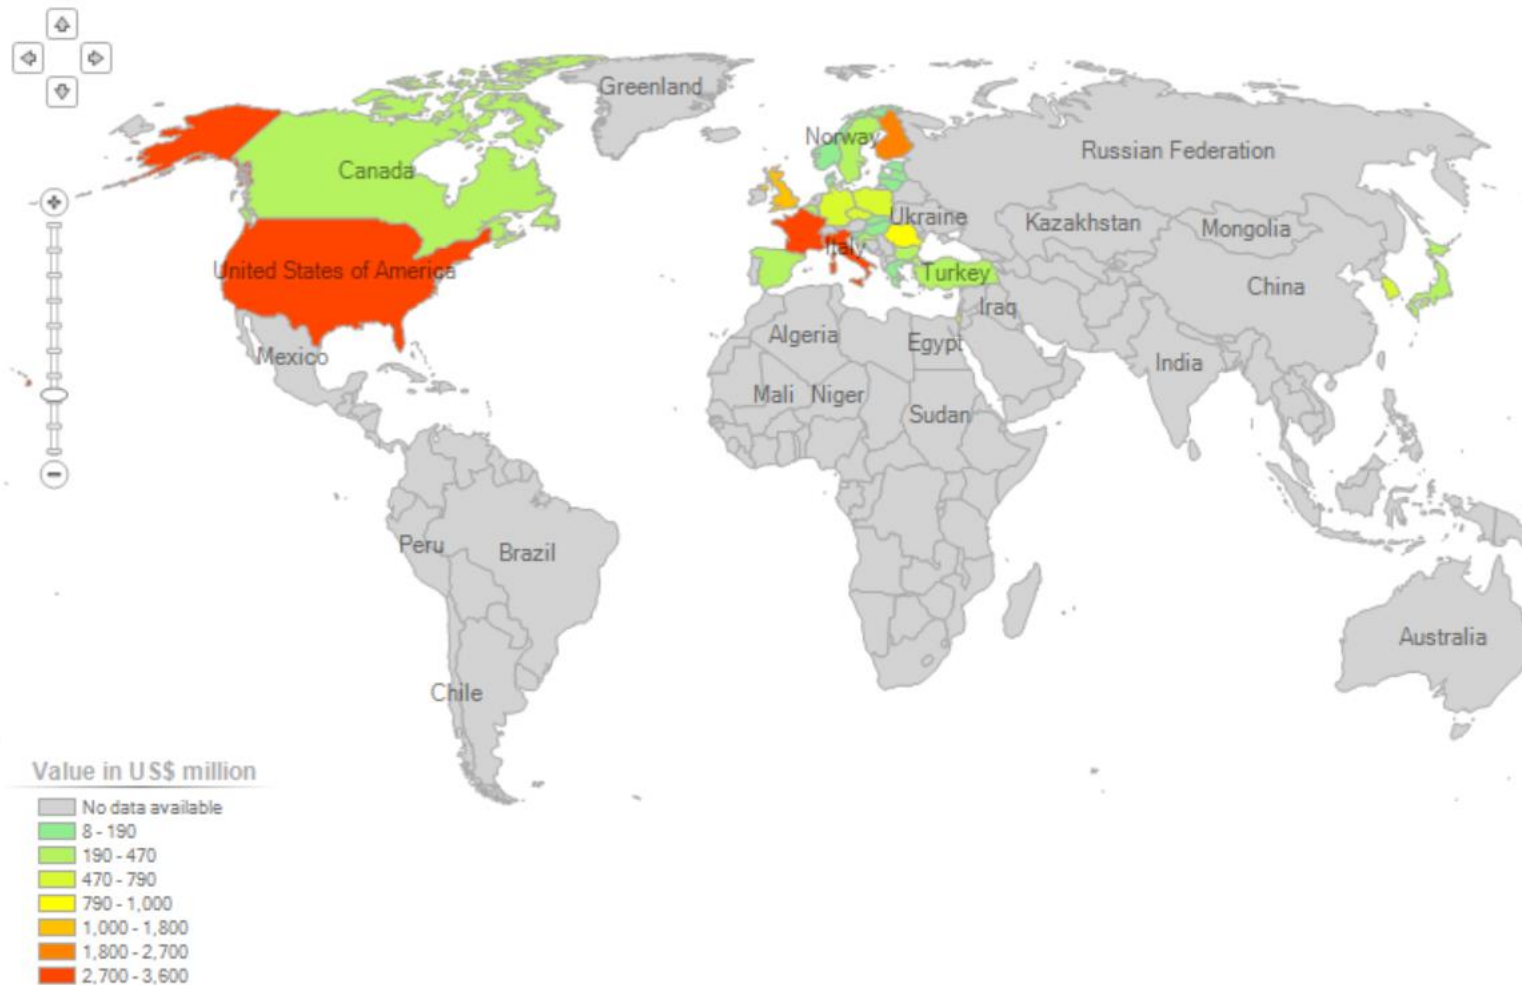 Greenland
Norway
Russian Federation
Canada
Ukraine
Kazakhstan
Mongolia
Italy
United States of America
Turkey
China
Iraq
Algeria
Egypt
Mexico
India
Mali
Niger
Sudan
Peru
Brazil
Australia
Chile
Value in US$ million
No data available
8 - 190
190 - 470
470 - 790
790 - 1,000
1,000 - 1,800
1,800 - 2,700
2,700 - 3,600